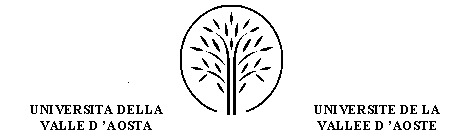 UNIVERSITA DELLA
VALLE D 'AOSTA
UNIVERSITE DE LA
VALLEE D 'AOSTE